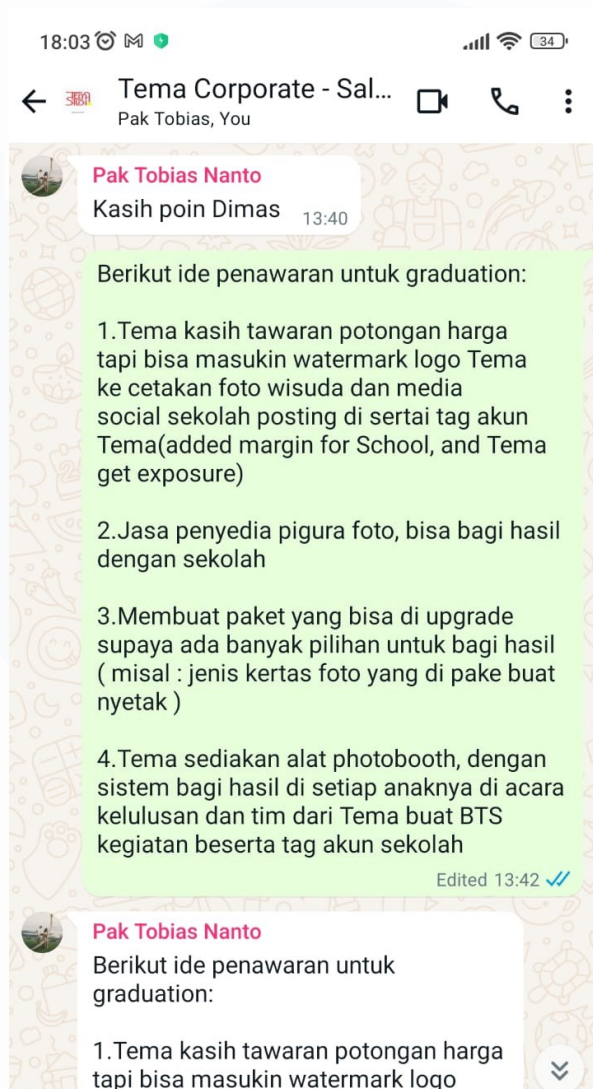 18:03
34
Tema Corporate - Sal...
Pak Tobias, You
Pak Tobias Nanto
Kasih poin Dimas 13:40
Berikut ide penawaran untuk graduation:
1.Tema kasih tawaran potongan harga
tapi bisa masukin watermark logo Tema
ke cetakan foto wisuda dan media
social sekolah posting di sertai tag akun
Tema(added margin for School, and Tema
get exposure)
2.Jasa penyedia pigura foto, bisa bagi hasil
dengan sekolah
3.Membuat paket yang bisa di upgrade
supaya ada banyak pilihan untuk bagi hasil
( misal : jenis kertas foto yang di pake buat
nyetak )
4.Tema sediakan alat photobooth, dengan
sistem bagi hasil di setiap anaknya di acara
kelulusan dan tim dari Tema buat BTS
kegiatan beserta tag akun sekolah
Edited 13:42
Pak Tobias Nanto
Berikut ide penawaran untuk
graduation:
1.Tema kasih tawaran potongan harga
tapi bisa masukin watermark logo